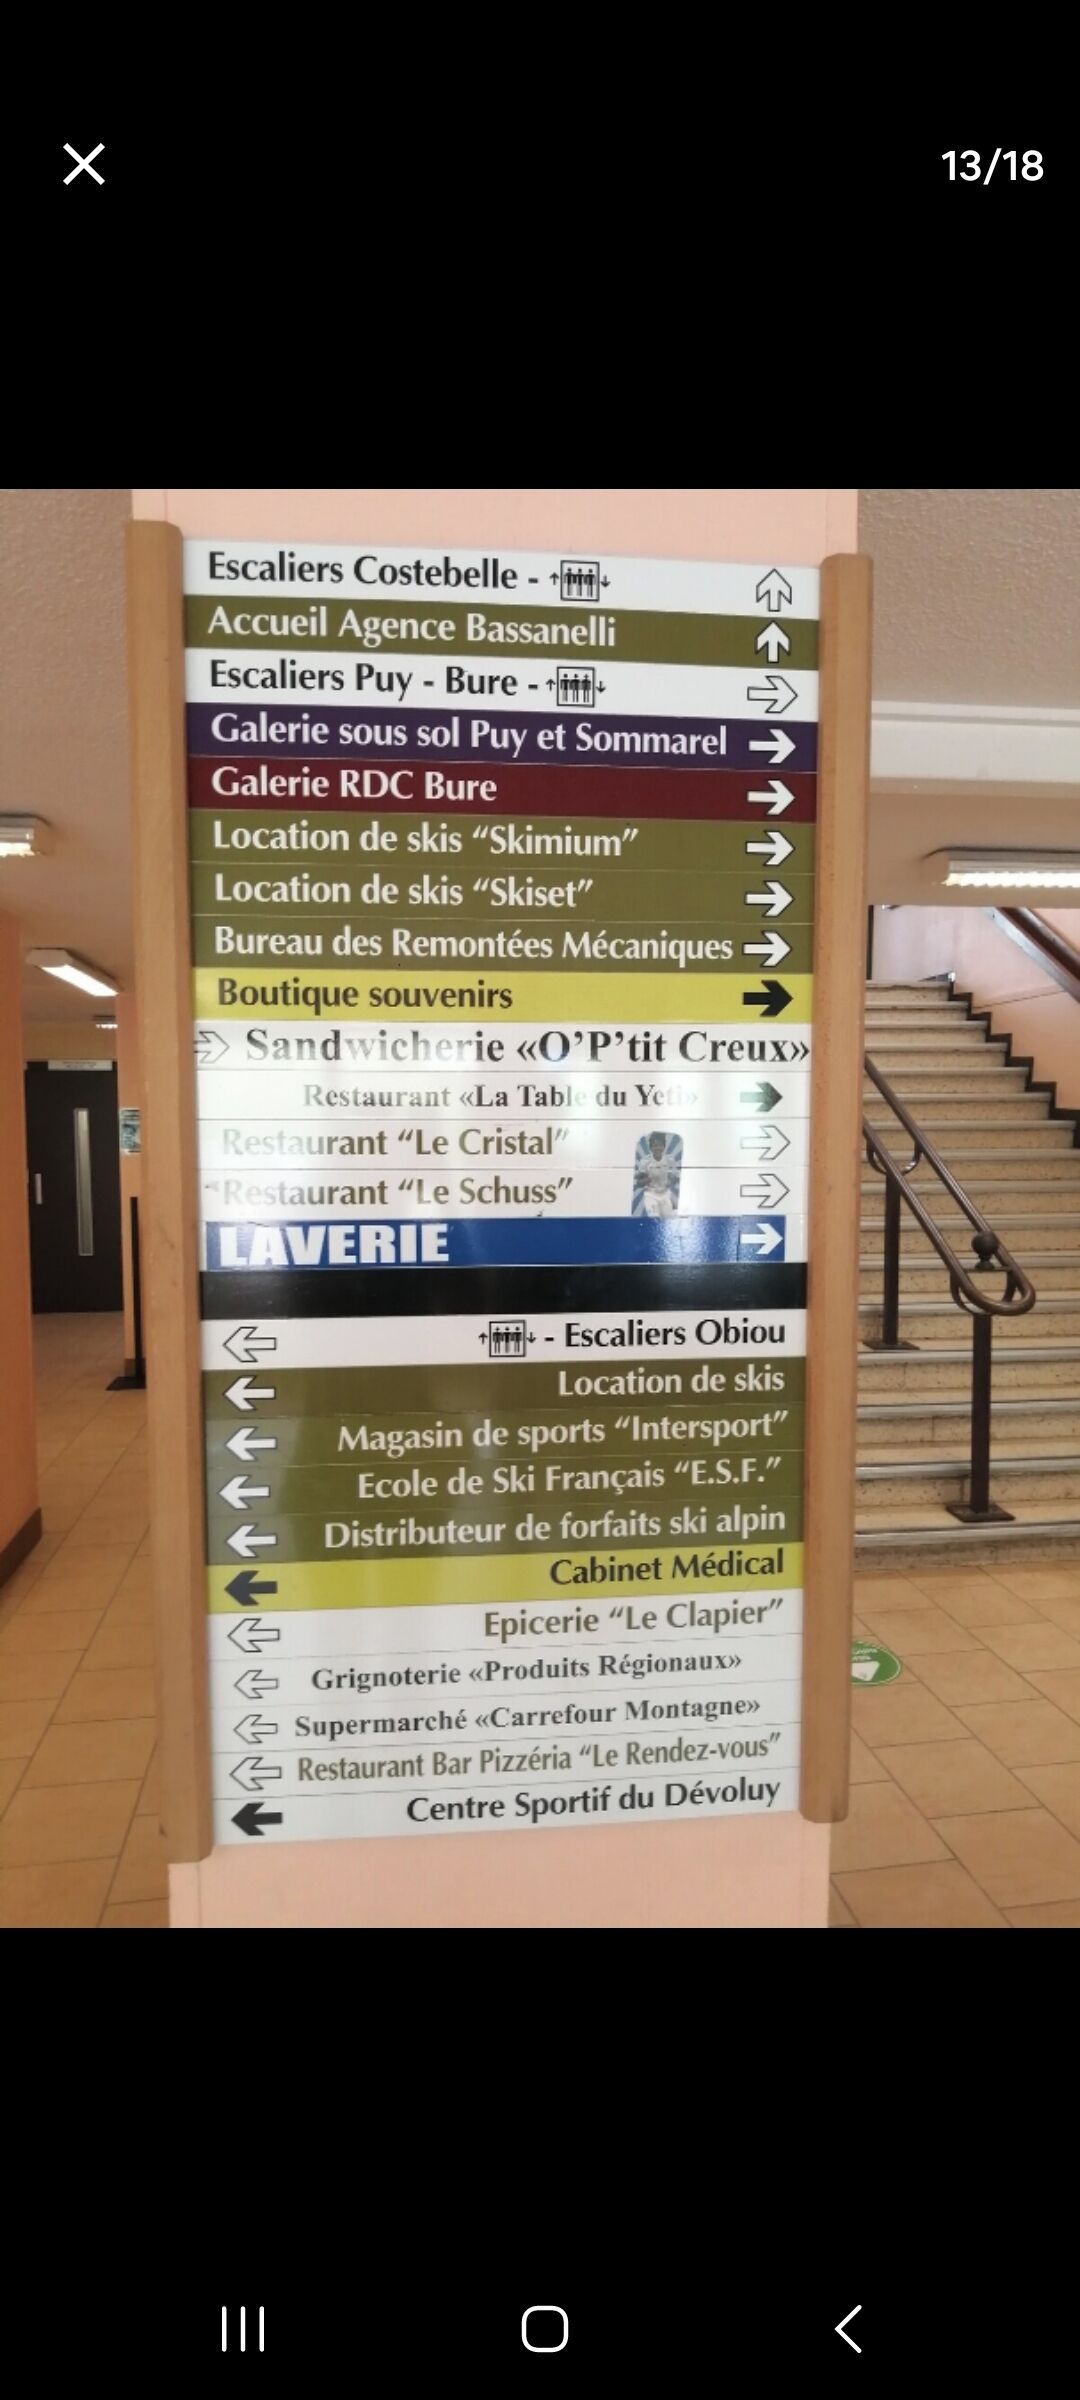 13/18
Escaliers Costebelle -
Accueil Agence Bassanelli
Escaliers Puy - Bure -
Galerie sous sol Puy et Sommarel
Galerie RDC Bure
Location de skis “Skimium”
Location de skis “Skiset”
Bureau des Remontées Mécaniques
Boutique souvenirs
Sandwicherie «O’P’tit Creux»
Restaurant «La Table du Yeti»
Restaurant “Le Cristal”
Restaurant “Le Schuss”
LAVERIE
- Escaliers Obiou
Location de skis
Magasin de sports “Intersport”
Ecole de Ski Français “E.S.F.”
Distributeur de forfaits ski alpin
Cabinet Médical
Epicerie “Le Clapier”
Grignoterie «Produits Régionaux»
Supermarché «Carrefour Montagne»
Restaurant Bar Pizzéria “Le Rendez-vous”
Centre Sportif du Dévoluy